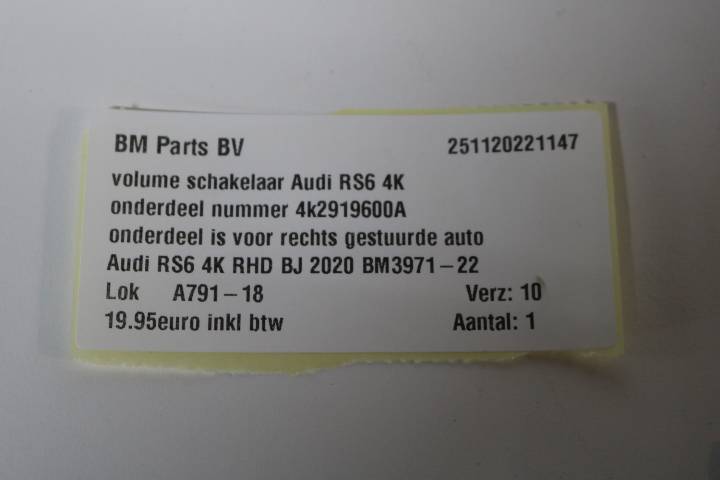 BM Parts BV 251120221147
volume schakelaar Audi RS6 4K
onderdeel nummer 4k2919600A
onderdeel is voor rechts gestuurde auto
Audi RS6 4K RHD BJ 2020 BM3971-22
Lok A791-18 Verz: 10
19.95euro inkl btw Aantal: 1